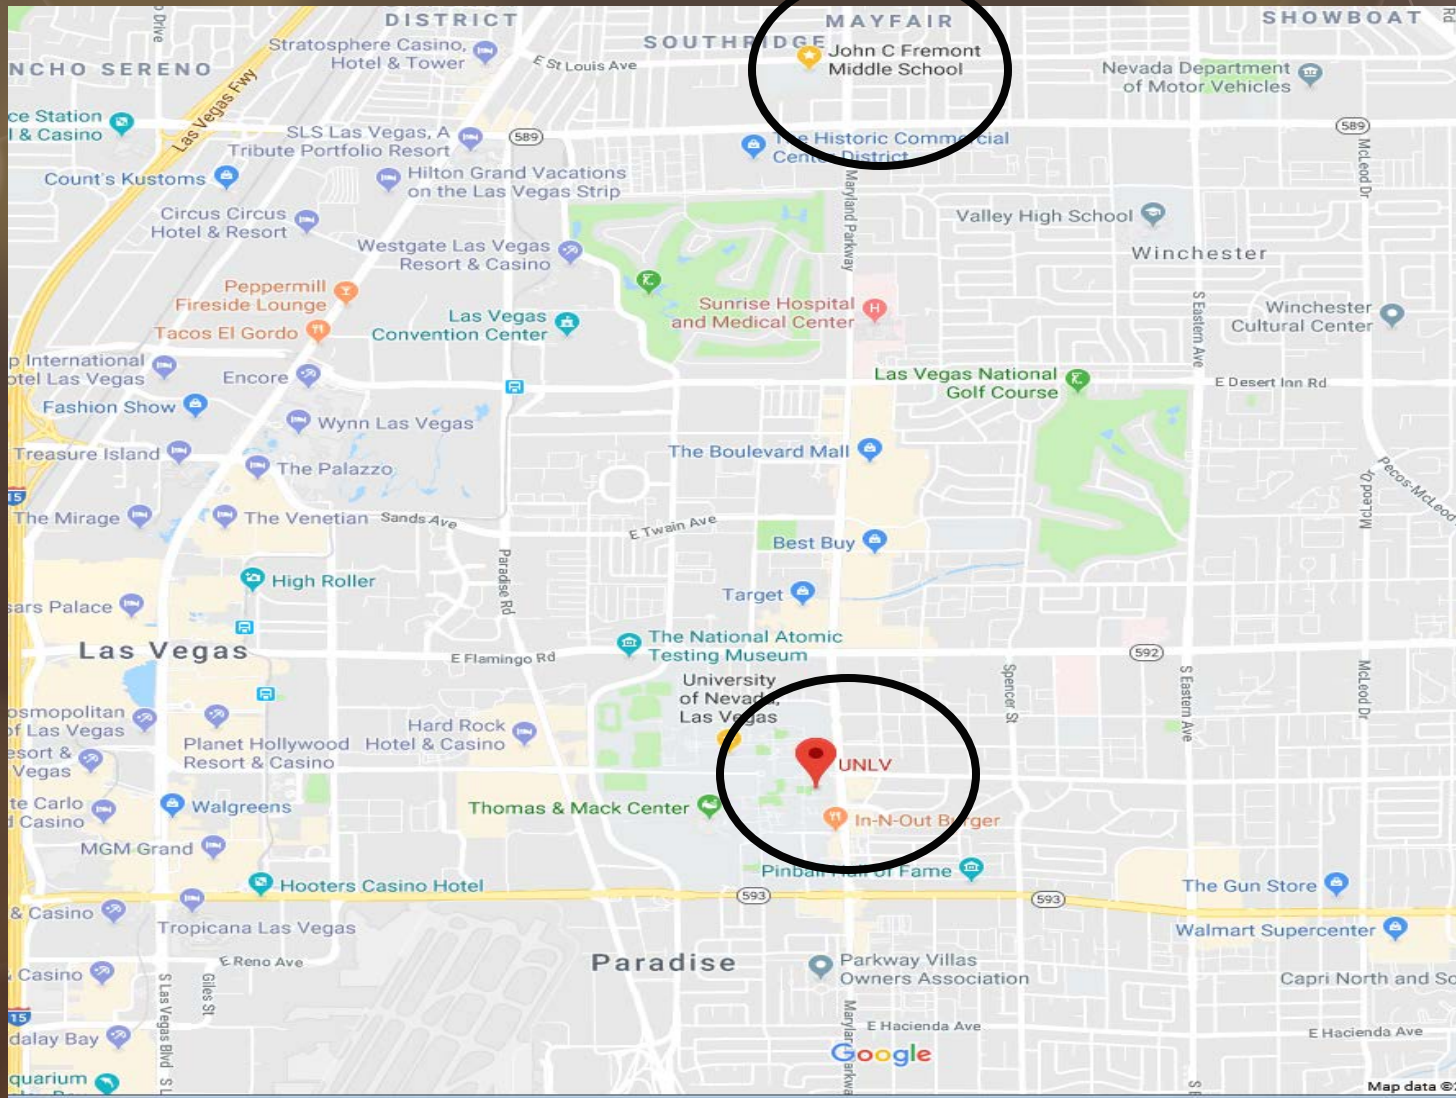 DISTRICT
MAYFAIR
SHOWBOAT
Stratosphere Casino,
Hotel & Tower
SOUTHRIDGE
John C Fremont
Middle School
NCHO SERENO
E St Louis Ave
Nevada Department
of Motor Vehicles
Las Vegas Fwy
ce Station
l & Casino
SLS Las Vegas, A
Tribute Portfolio Resort
589
The Historic Commercial
Center District
589
McLeod Dr
Count's Kustoms
Hilton Grand Vacations
on the Las Vegas Strip
Maryland Parkway
Circus Circus
Hotel & Resort
Valley High School
Westgate Las Vegas
Resort & Casino
Winchester
Peppermill
Fireside Lounge
Sunrise Hospital
and Medical Center
H
S Eastern Ave
Winchester
Cultural Center
Tacos El Gordo
Las Vegas
Convention Center
p International
otel Las Vegas
Encore
Las Vegas National
Golf Course
E Desert Inn Rd
Fashion Show
Wynn Las Vegas
Treasure Island
The Palazzo
The Boulevard Mall
15
The Mirage
The Venetian
Sands Ave
E Twain Ave
McLeod Dr
Pecos-McLeod
Best Buy
High Roller
Paradise Rd
Target
sars Palace
Las Vegas
E Flamingo Rd
The National Atomic
Testing Museum
592
University
of Nevada,
Las Vegas
Spencer St
S Eastern Ave
McLeod Dr
osmopolitan
of Las Vegas
Planet Hollywood
Resort & Casino
Hard Rock
Hotel & Casino
esort &
Vegas
UNLV
te Carlo
d Casino
Walgreens
Thomas & Mack Center
In-N-Out Burger
MGM Grand
Pinball Hall of Fame
Hooters Casino Hotel
593
593
The Gun Store
& Casino
Tropicana Las Vegas
Walmart Supercenter
E Reno Ave
Paradise
Parkway Villas
Owners Association
Casino
S Las Vegas Blvd
Giles St
Capri North and So
15
E Hacienda Ave
E Hacienda Ave
dalay Bay
Google
quarium
Map data ©